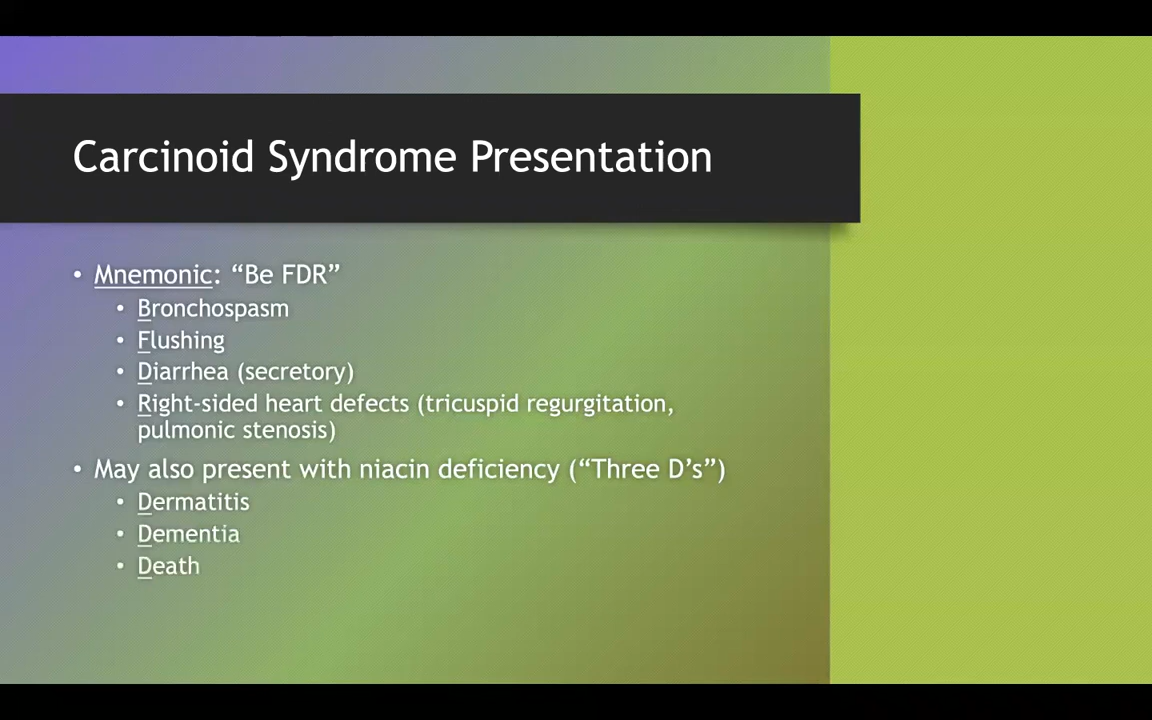 Carcinoid Syndrome Presentation
• Mnemonic: “Be FDR”
• Bronchospasm
• Flushing
• Diarrhea (secretory)
• Right-sided heart defects (tricuspid regurgitation,
pulmonic stenosis)
• May also present with niacin deficiency (“Three D’s”)
• Dermatitis
• Dementia
• Death